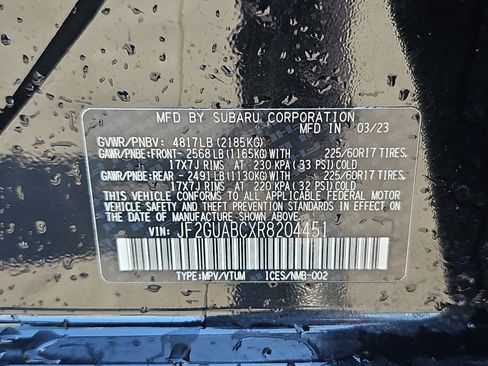 MFD BY SUBARU CORPORATION
IN 03/23
GVWR/PNBV: 4817LB (2185KG)
GAWR/PNBE:FRONT- 2568LB(1165KG)WITH 225/60R17 TIRES,
17X7J RIMS AT 230 KPA (33 PSI) COLD
GAWR/PNBE:REAR - 2491LB(1130KG)WITH 225/60R17 TIRES,
17X7J RIMS AT 220 KPA (32 PSI) COLD
THIS VEHICLE CONFORMS TO ALL APPLICABLE FEDERAL MOTOR
VEHICLE SAFETY AND THEFT PREVENTION STANDARDS IN
EFFECT ON THE DATE OF MANUFACTURE SHOWN ABOVE.
VIN: JF2GUABCXR8204451
TYPE:MPV/VTUM ICES/NMB-002